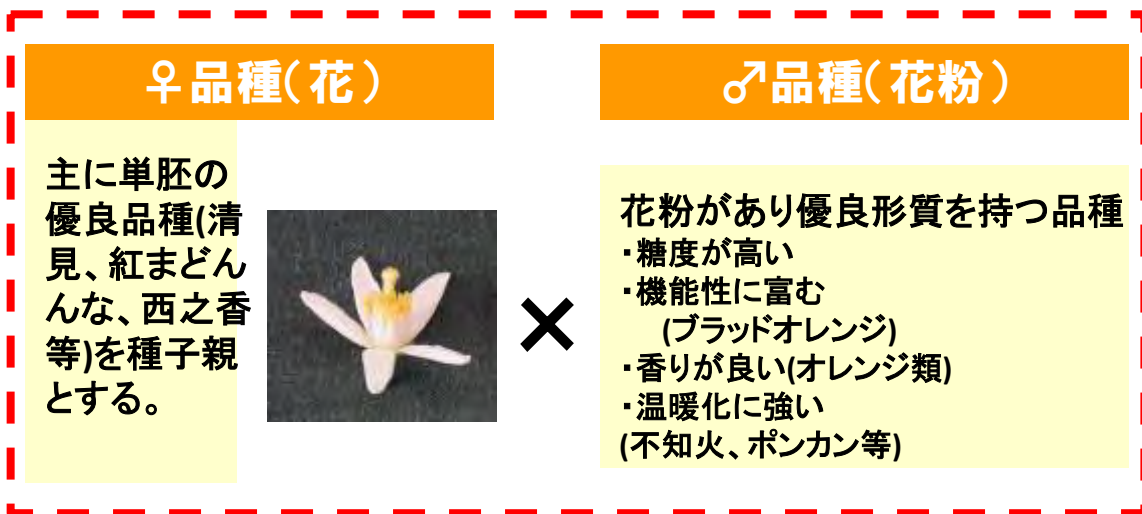 ♀品種(花)
主に単胚の
優良品種(清
見、紅まどん
んな、西之香
等)を種子親
とする。
×
♂品種(花粉)
花粉があり優良形質を持つ品種
・糖度が高い
・機能性に富む
(ブラッドオレンジ)
・香りが良い(オレンジ類)
・温暖化に強い
(不知火、ポンカン等)